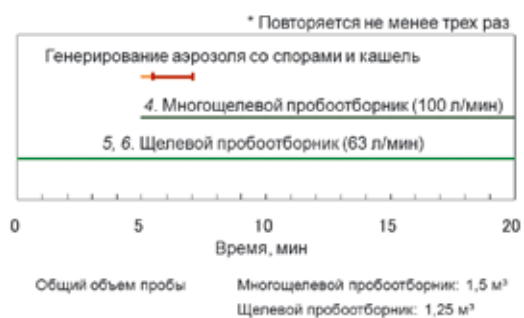 * Повторяется не менее трех раз
Генерирование аэрозоля со спорами и кашель
4. Многощелевой пробоотборник (100 л/мин)
5, 6. Щелевой пробоотборник (63 л/мин)
0 5 10 15 20
Время, мин
Общий объем пробы Многощелевой пробоотборник: 1,5 м³
Щелевой пробоотборник: 1,25 м³